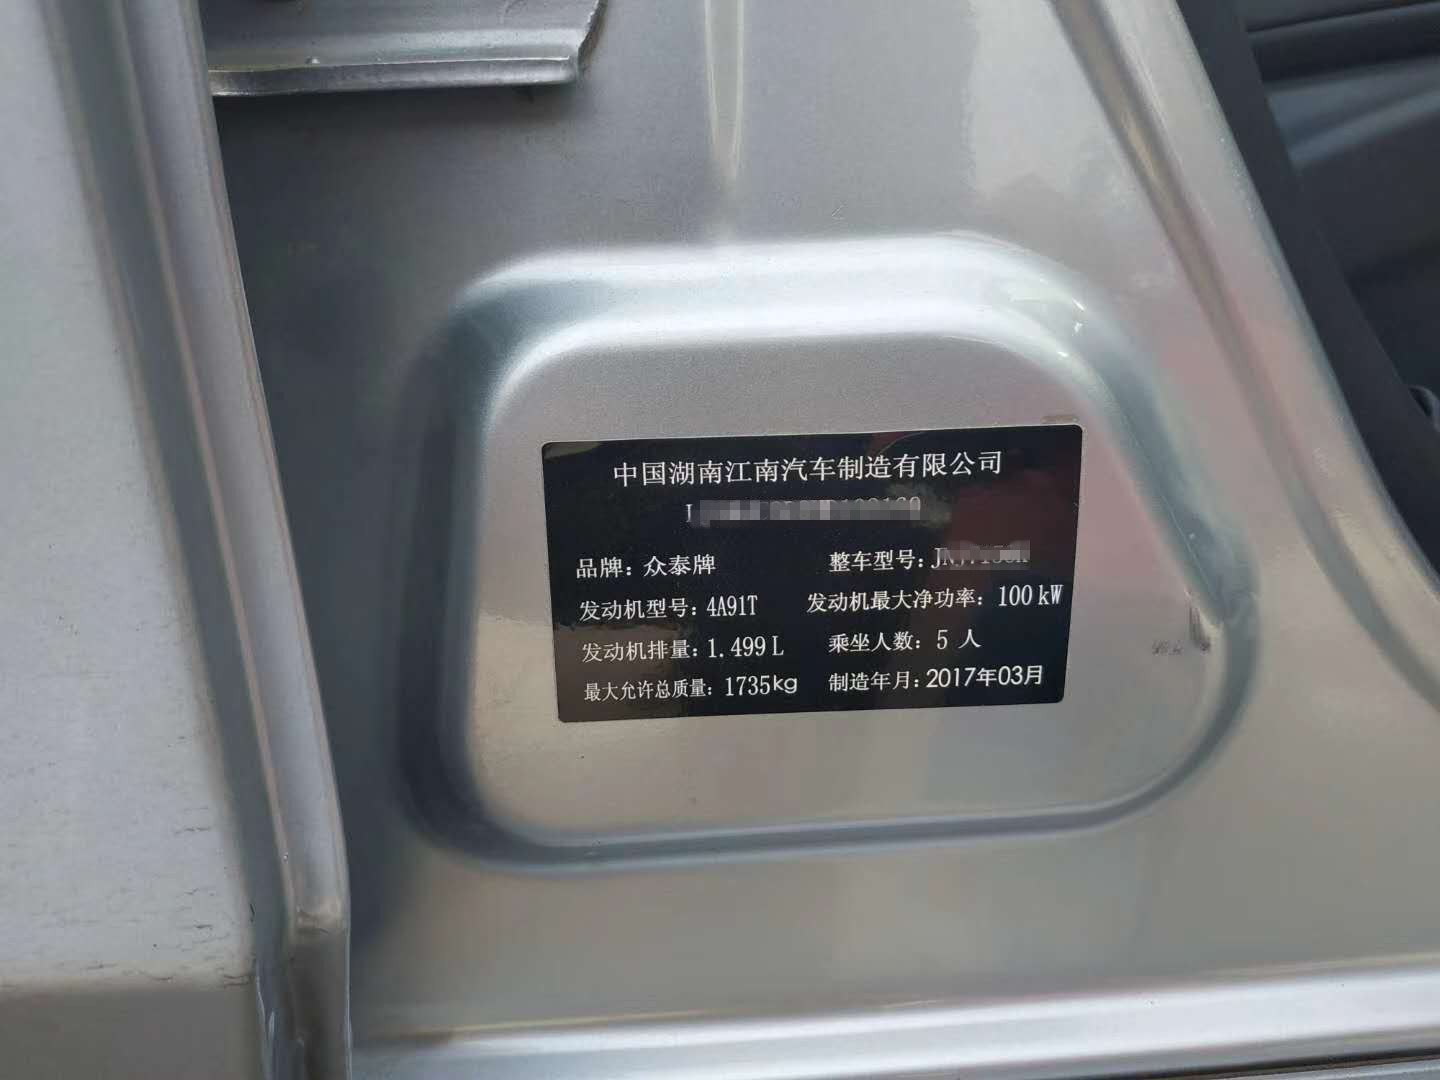 中国湖南江南汽车制造有限公司
品牌：众泰牌 整车型号：
发动机型号：4A91T 发动机最大净功率：100 kW
发动机排量：1.499 L 乘坐人数：5 人
最大允许总质量：1735kg 制造年月：2017年03月